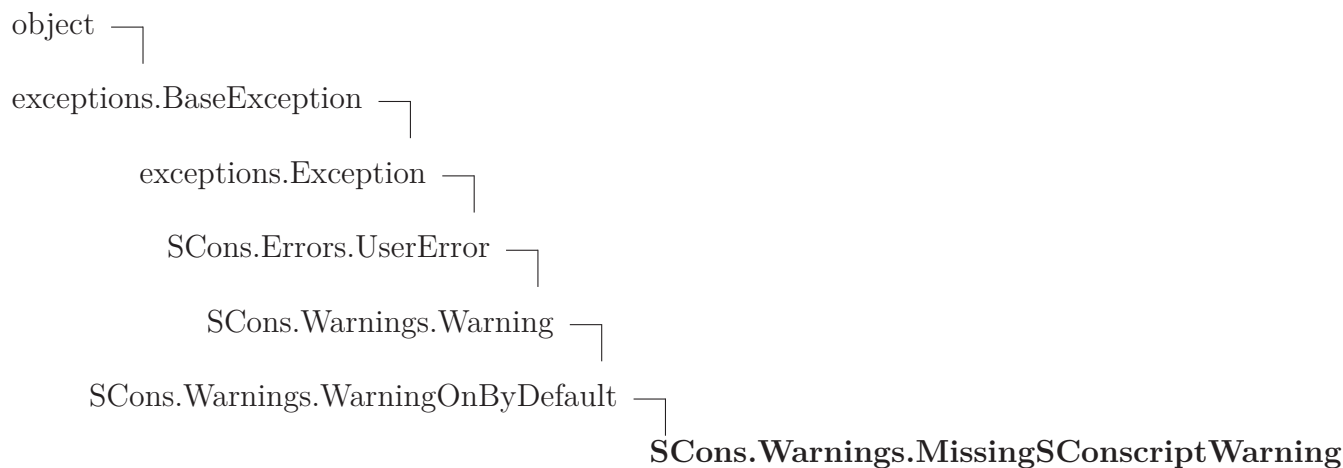 object
exceptions.BaseException
exceptions.Exception
SCons.Errors.UserError
SCons.Warnings.Warning
SCons.Warnings.WarningOnByDefault
SCons.Warnings.MissingSConscriptWarning